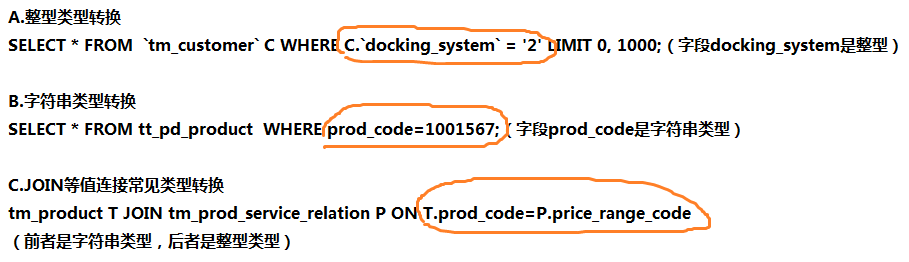 A.整型类型转换
SELECT * FROM `tm_customer` C WHERE C.`docking_system` = '2' LIMIT 0, 1000;（字段docking_system是整型）
B.字符串类型转换
SELECT * FROM tt_pd_product WHERE prod_code=1001567;（字段prod_code是字符串类型）
C.JOIN等值连接常见类型转换
tm_product T JOIN tm_prod_service_relation P ON T.prod_code=P.price_range_code
（前者是字符串类型，后者是整型类型）